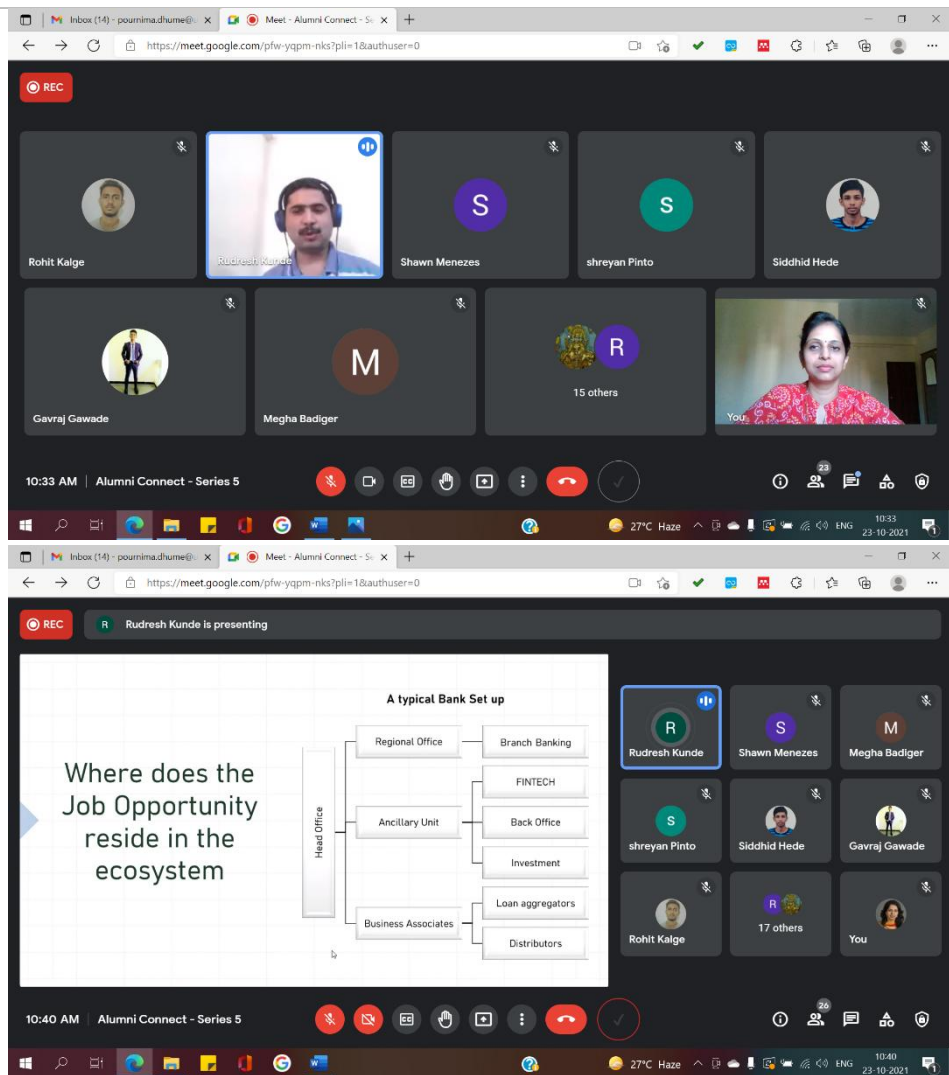 Inbox (14) - pournima.dhume@
Meet - Alumni Connect - Se
https://meet.google.com/pfw-yqpm-nks?pli=1&authuser=0
REC
Rohit Kalge
Rudresh Kunde
S
Shawn Menezes
s
shreyan Pinto
Siddhid Hede
Gavraj Gawade
M
Megha Badiger
R
15 others
You
10:33 AM | Alumni Connect - Series 5
CC
23
27°C Haze
ENG
10:33
23-10-2021
Inbox (14) - pournima.dhume@
Meet - Alumni Connect - Se
https://meet.google.com/pfw-yqpm-nks?pli=1&authuser=0
REC
R
Rudresh Kunde is presenting
Where does the
Job Opportunity
reside in the
ecosystem
A typical Bank Set up
Head Office
Regional Office
Branch Banking
Ancillary Unit
FINTECH
Back Office
Investment
Business Associates
Loan aggregators
Distributors
R
Rudresh Kunde
S
Shawn Menezes
M
Megha Badiger
s
shreyan Pinto
Siddhid Hede
Gavraj Gawade
Rohit Kalge
R
17 others
You
10:40 AM | Alumni Connect - Series 5
CC
26
27°C Haze
ENG
10:40
23-10-2021